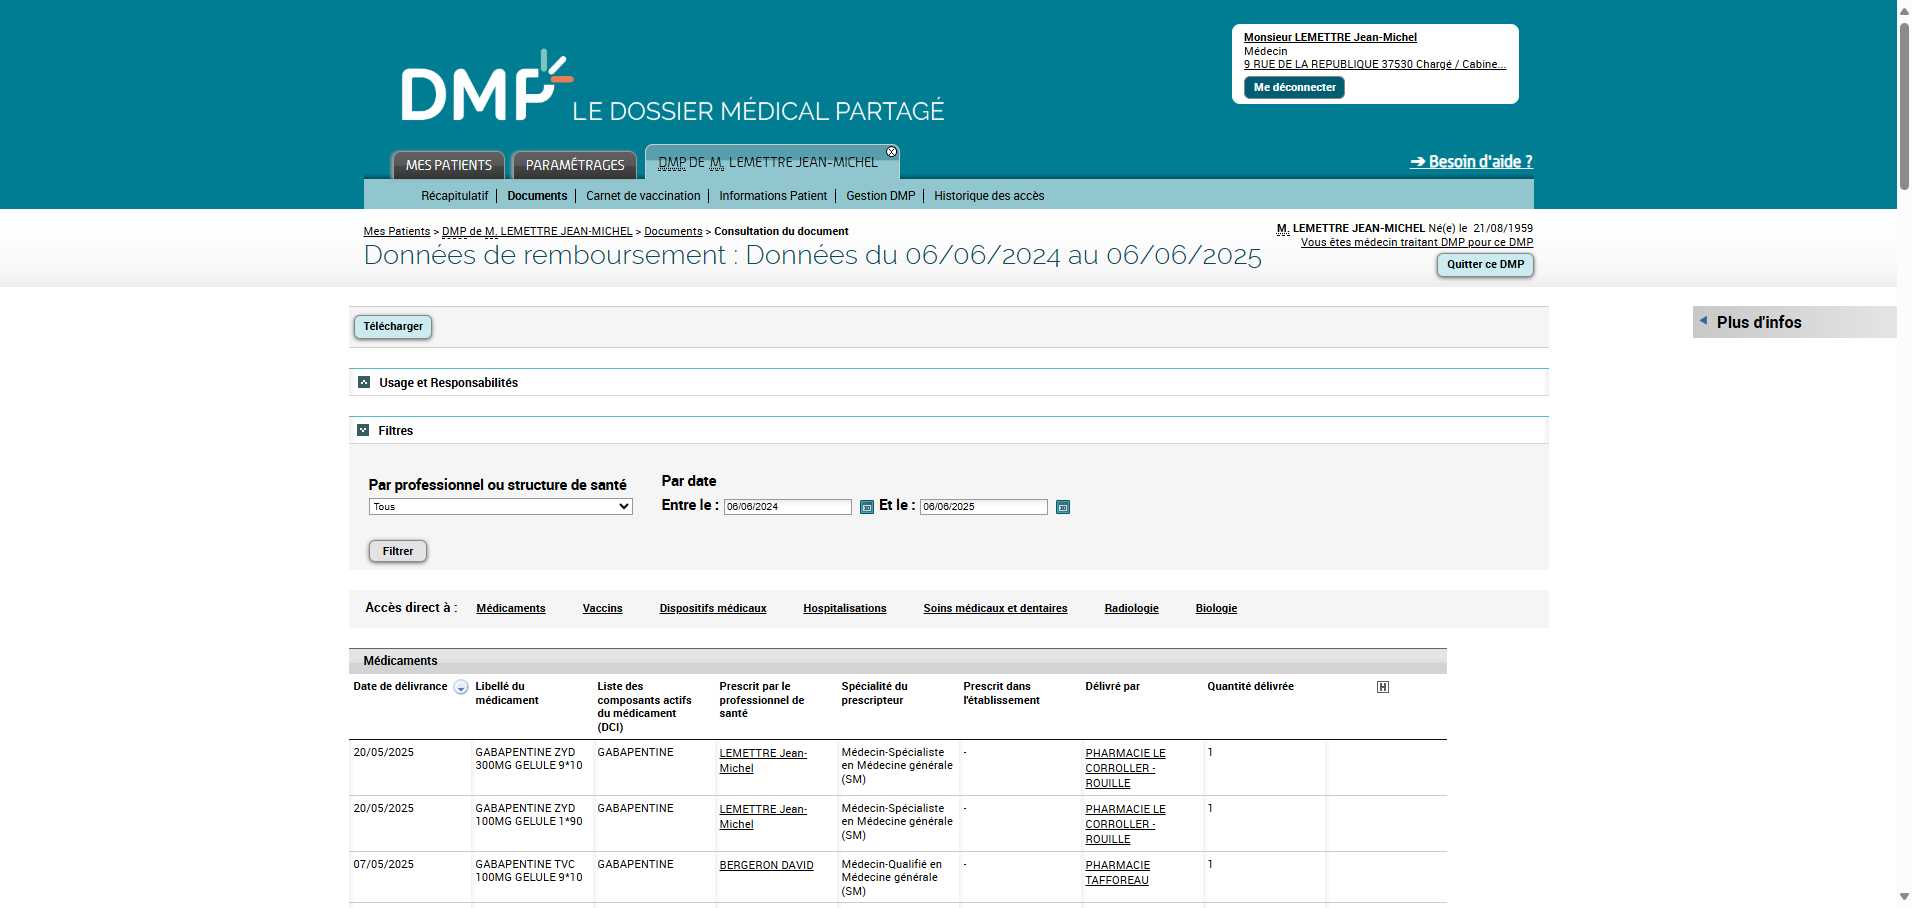 Monsieur LEMETTRE Jean-Michel
Médecin
9 RUE DE LA REPUBLIQUE 37530 Chargé / Cabine...
Me déconnecter
DMP LE DOSSIER MÉDICAL PARTAGÉ
MES PATIENTS PARAMÉTRAGES DMP DE M. LEMETTRE JEAN-MICHEL
➔ Besoin d'aide ?
Récapitulatif Documents Carnet de vaccination Informations Patient Gestion DMP Historique des accès
Mes Patients > DMP de M. LEMETTRE JEAN-MICHEL > Documents > Consultation du document
M. LEMETTRE JEAN-MICHEL Né(e) le 21/08/1959
Vous êtes médecin traitant DMP pour ce DMP
Données de remboursement : Données du 06/06/2024 au 06/06/2025
Quitter ce DMP
Télécharger
Plus d'infos
Usage et Responsabilités
Filtres
Par professionnel ou structure de santé
Tous
Par date
Entre le : 06/06/2024 Et le : 06/06/2025
Filtrer
Accès direct à : Médicaments Vaccins Dispositifs médicaux Hospitalisations Soins médicaux et dentaires Radiologie Biologie
Médicaments
Date de délivrance
Libellé du
médicament
Liste des
composants actifs
du médicament
(DCI)
Prescrit par le
professionnel de
santé
Spécialité du
prescripteur
Prescrit dans
l'établissement
Délivré par
Quantité délivrée
H
20/05/2025
GABAPENTINE ZYD
300MG GELULE 9*10
GABAPENTINE
LEMETTRE Jean-
Michel
Médecin-Spécialiste
en Médecine générale
(SM)
-
PHARMACIE LE
CORROLLER -
ROUILLE
1
20/05/2025
GABAPENTINE ZYD
100MG GELULE 1*90
GABAPENTINE
LEMETTRE Jean-
Michel
Médecin-Spécialiste
en Médecine générale
(SM)
-
PHARMACIE LE
CORROLLER -
ROUILLE
1
07/05/2025
GABAPENTINE TVC
100MG GELULE 9*10
GABAPENTINE
BERGERON DAVID
Médecin-Qualifié en
Médecine générale
(SM)
-
PHARMACIE
TAFFOREAU
1